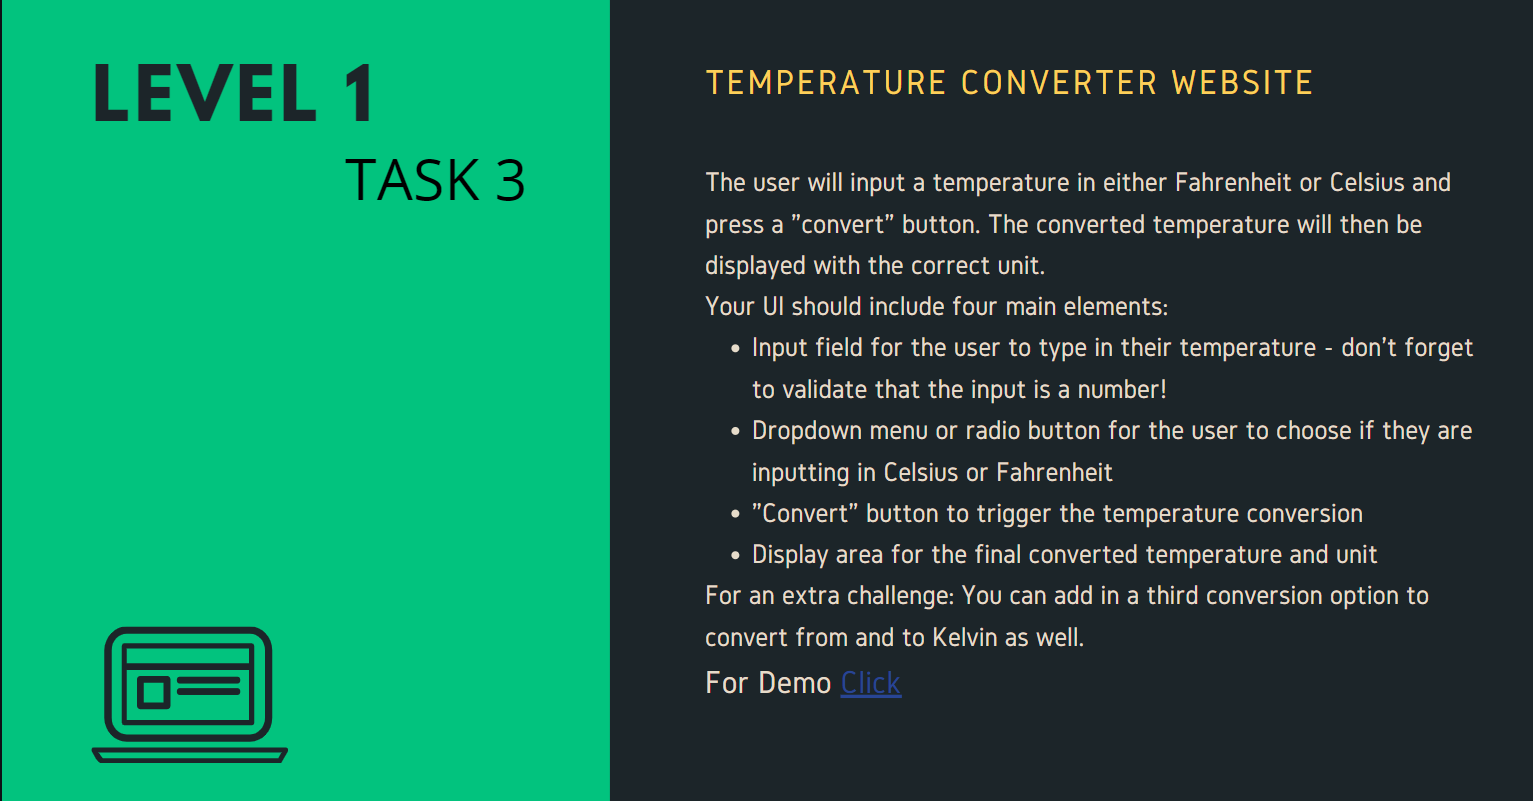 LEVEL 1
TASK 3
TEMPERATURE CONVERTER WEBSITE
The user will input a temperature in either Fahrenheit or Celsius and
press a ”convert” button. The converted temperature will then be
displayed with the correct unit.
Your UI should include four main elements:
• Input field for the user to type in their temperature - don’t forget
to validate that the input is a number!
• Dropdown menu or radio button for the user to choose if they are
inputting in Celsius or Fahrenheit
• ”Convert” button to trigger the temperature conversion
• Display area for the final converted temperature and unit
For an extra challenge: You can add in a third conversion option to
convert from and to Kelvin as well.
For Demo Click